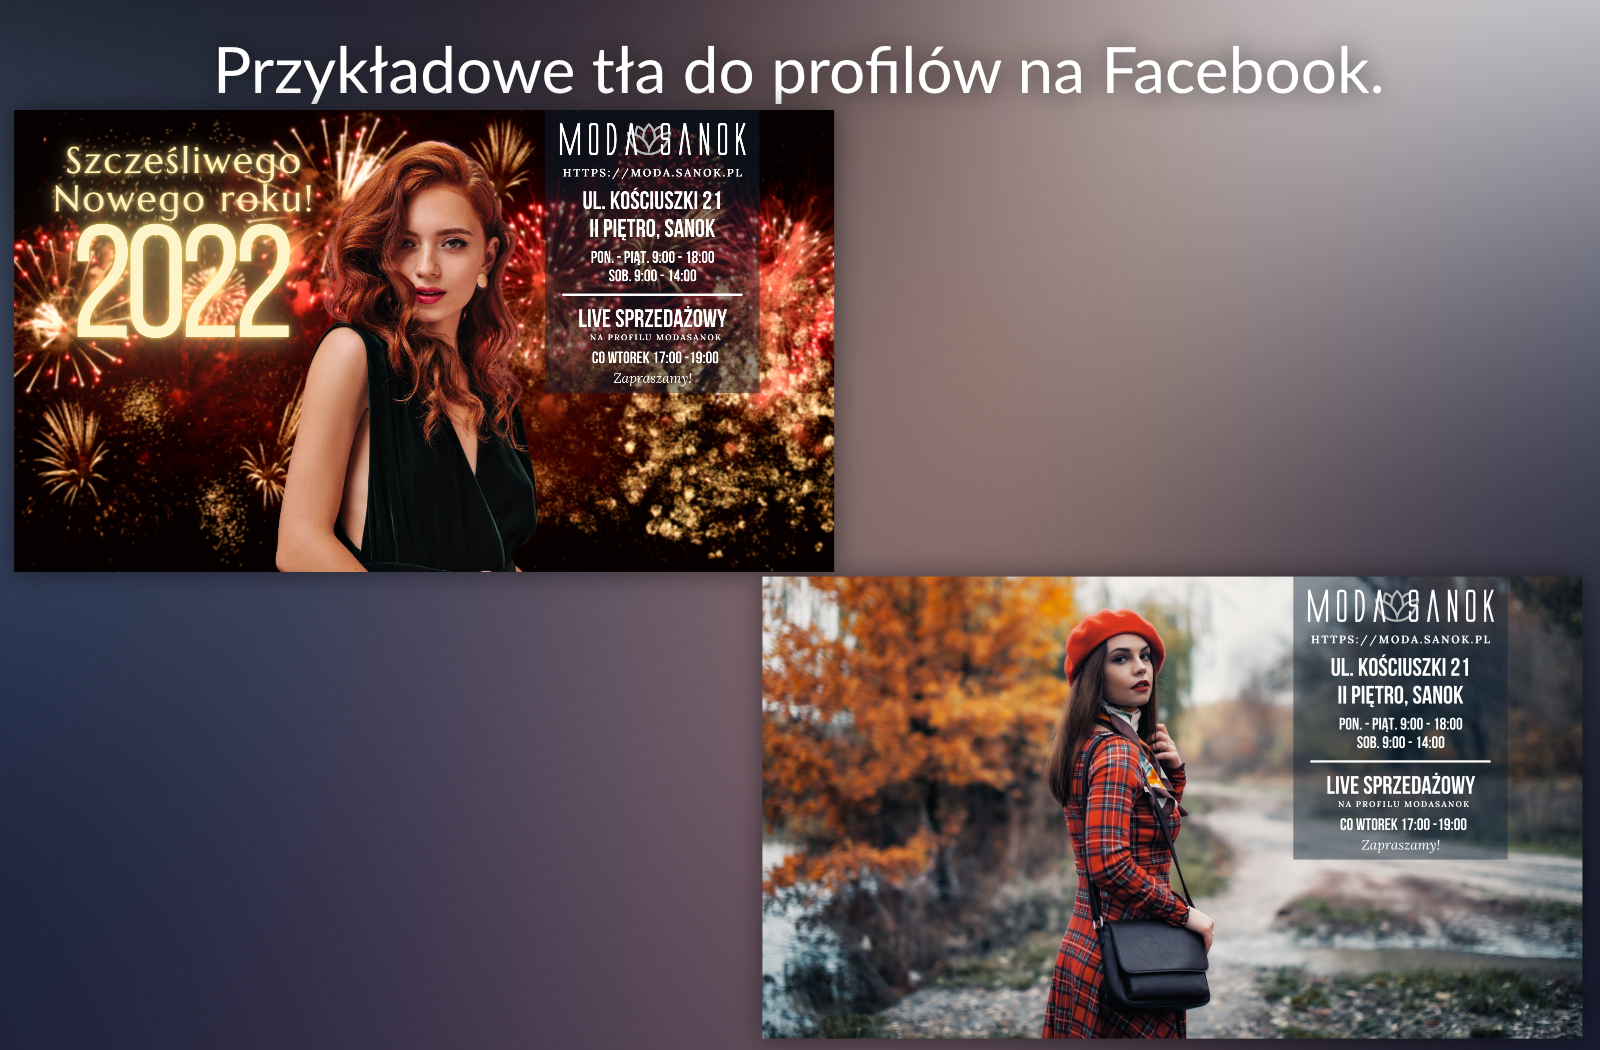 Przykładowe tła do profilów na Facebook.
Szczęśliwego
Nowego roku!
2022
MODA SANOK
HTTPS://MODA.SANOK.PL
UL. KOŚCIUSZKI 21
II PIĘTRO, SANOK
PON. - PIĄT. 9:00 - 18:00
SOB. 9:00 - 14:00
LIVE SPRZEDAŻOWY
NA PROFILU MODASANOK
CO WTOREK 17:00 -19:00
Zapraszamy!
MODA SANOK
HTTPS://MODA.SANOK.PL
UL. KOŚCIUSZKI 21
II PIĘTRO, SANOK
PON. - PIĄT. 9:00 - 18:00
SOB. 9:00 - 14:00
LIVE SPRZEDAŻOWY
NA PROFILU MODASANOK
CO WTOREK 17:00 -19:00
Zapraszamy!